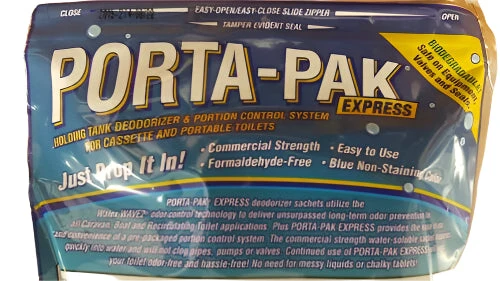 CLOSE EASY-OPEN/EASY-CLOSE SLIDE ZIPPER OPEN
TAMPER EVIDENT SEAL
PORTA-PAK
EXPRESS
BIODEGRADABLE!
Safe on Equipment,
Valves and Seals.
HOLDING TANK DEODORIZER & PORTION CONTROL SYSTEM
FOR CASSETTE AND PORTABLE TOILETS
Just Drop It In!
• Commercial Strength • Easy to Use
• Formaldehyde-Free • Blue Non-Staining Color
PORTA-PAK® EXPRESS deodorizer sachets utilize the
Water WAVEZ® odor control technology to deliver unsurpassed long-term odor prevention in
all Caravan, Boat and Recirculating Toilet applications. Plus PORTA-PAK EXPRESS provides the
and convenience of a pre-packaged portion control system. The commercial strength water-soluble
quickly into water and will not clog pipes, pumps or valves. Continued use of PORTA-PAK EXPRESS
your toilet odor-free and hassle-free! No need for messy liquids or chalky tablets!